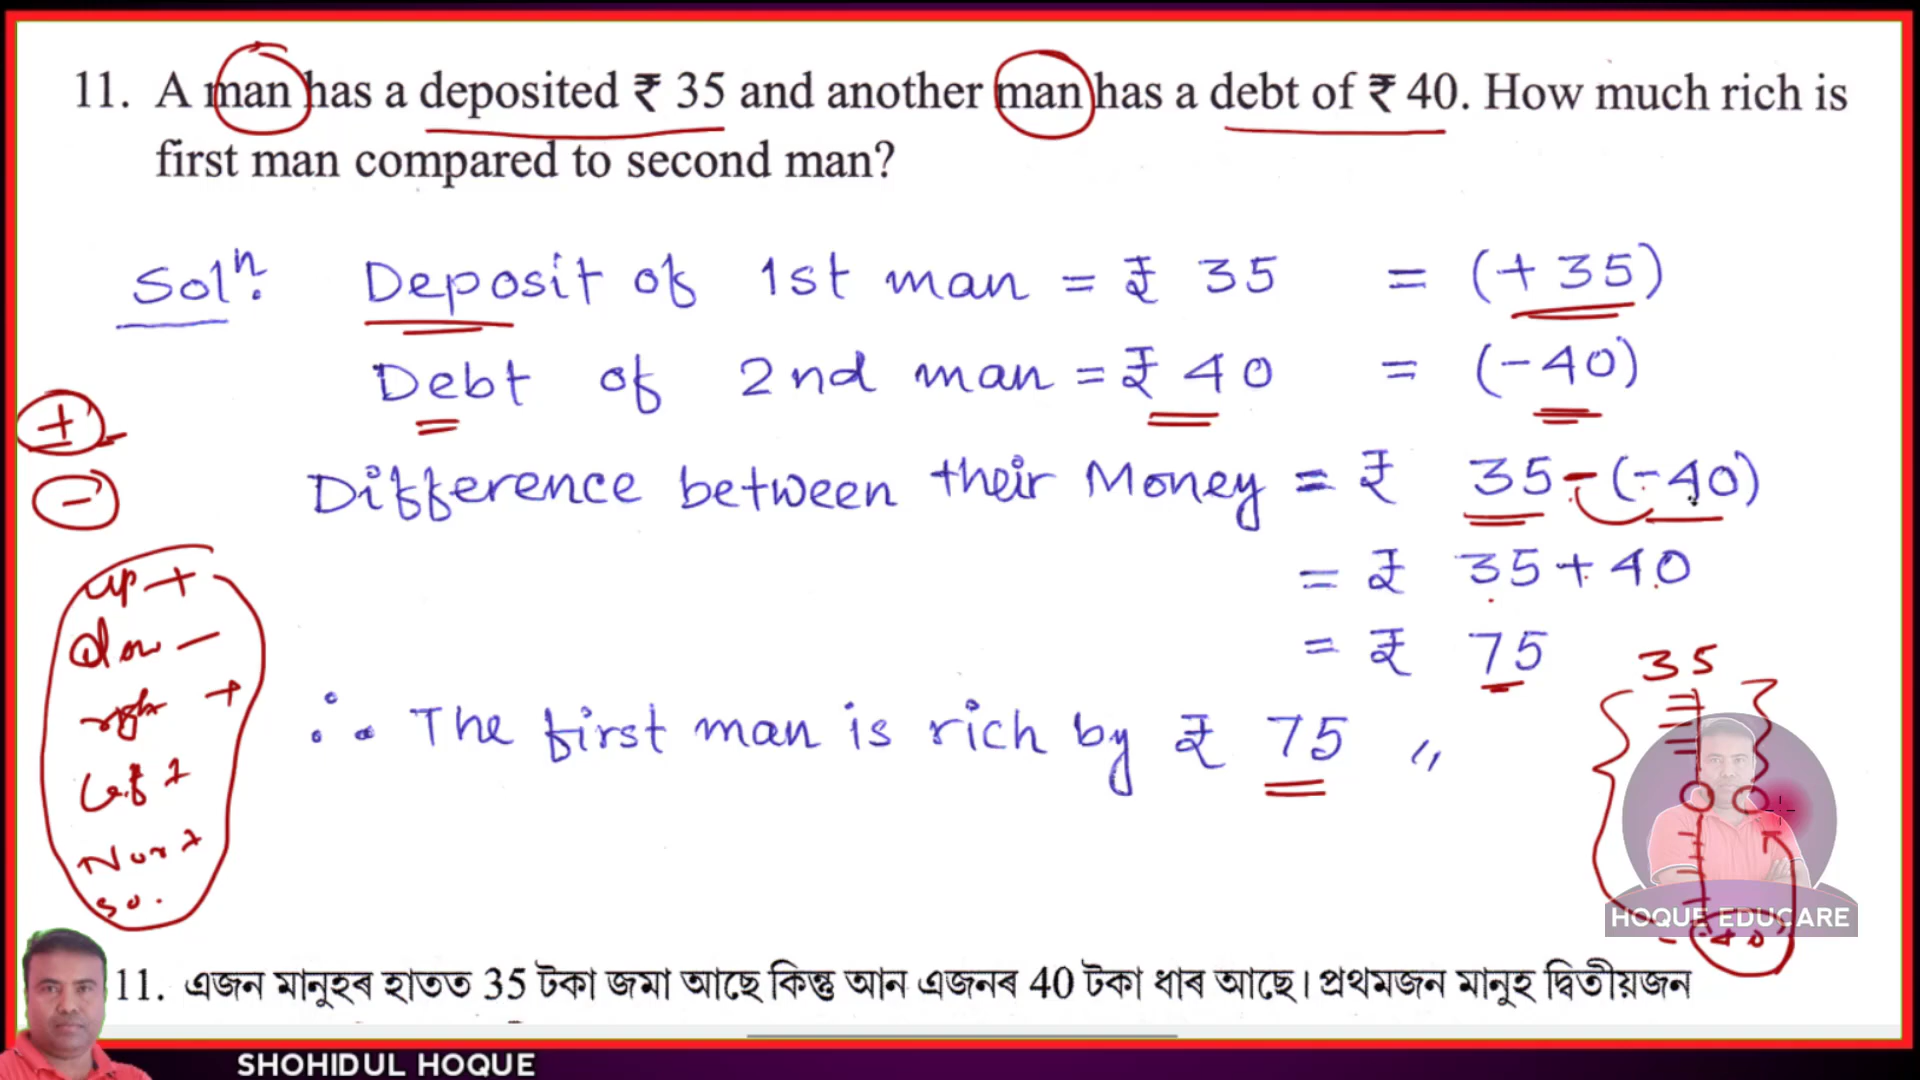 11. A man has a deposited ₹ 35 and another man has a debt of ₹ 40. How much rich is
first man compared to second man?
Solⁿ. Deposit of 1st man = ₹ 35 = (+35)
Debt of 2nd man = ₹ 40 = (-40)
+
-
Difference between their Money = ₹ 35-(-40)
= ₹ 35+40
= ₹ 75
∴ The first man is rich by ₹ 75 "
up +
35
HOQUE EDUCARE
-40
11. এজন মানুহৰ হাতত 35 টকা জমা আছে কিন্তু আন এজনৰ 40 টকা ধাৰ আছে। প্ৰথমজন মানুহ দ্বিতীয়জন
SHOHIDUL HOQUE